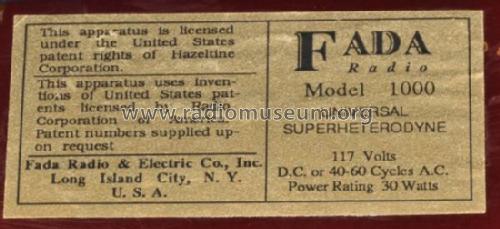 This apparatus is licensed
under the United States
patent rights of Hazeltine
Corporation.
This apparatus uses inven-
tions of United States pat-
ents licensed by Radio
Corporation of America.
Patent numbers supplied up-
on request
Fada Radio & Electric Co., Inc.
Long Island City, N. Y.
U. S. A.
FADA
Radio
Model 1000
UNIVERSAL
SUPERHETERODYNE
117 Volts
D.C. or 40-60 Cycles A.C.
Power Rating 30 Watts
www.radiomuseum.org